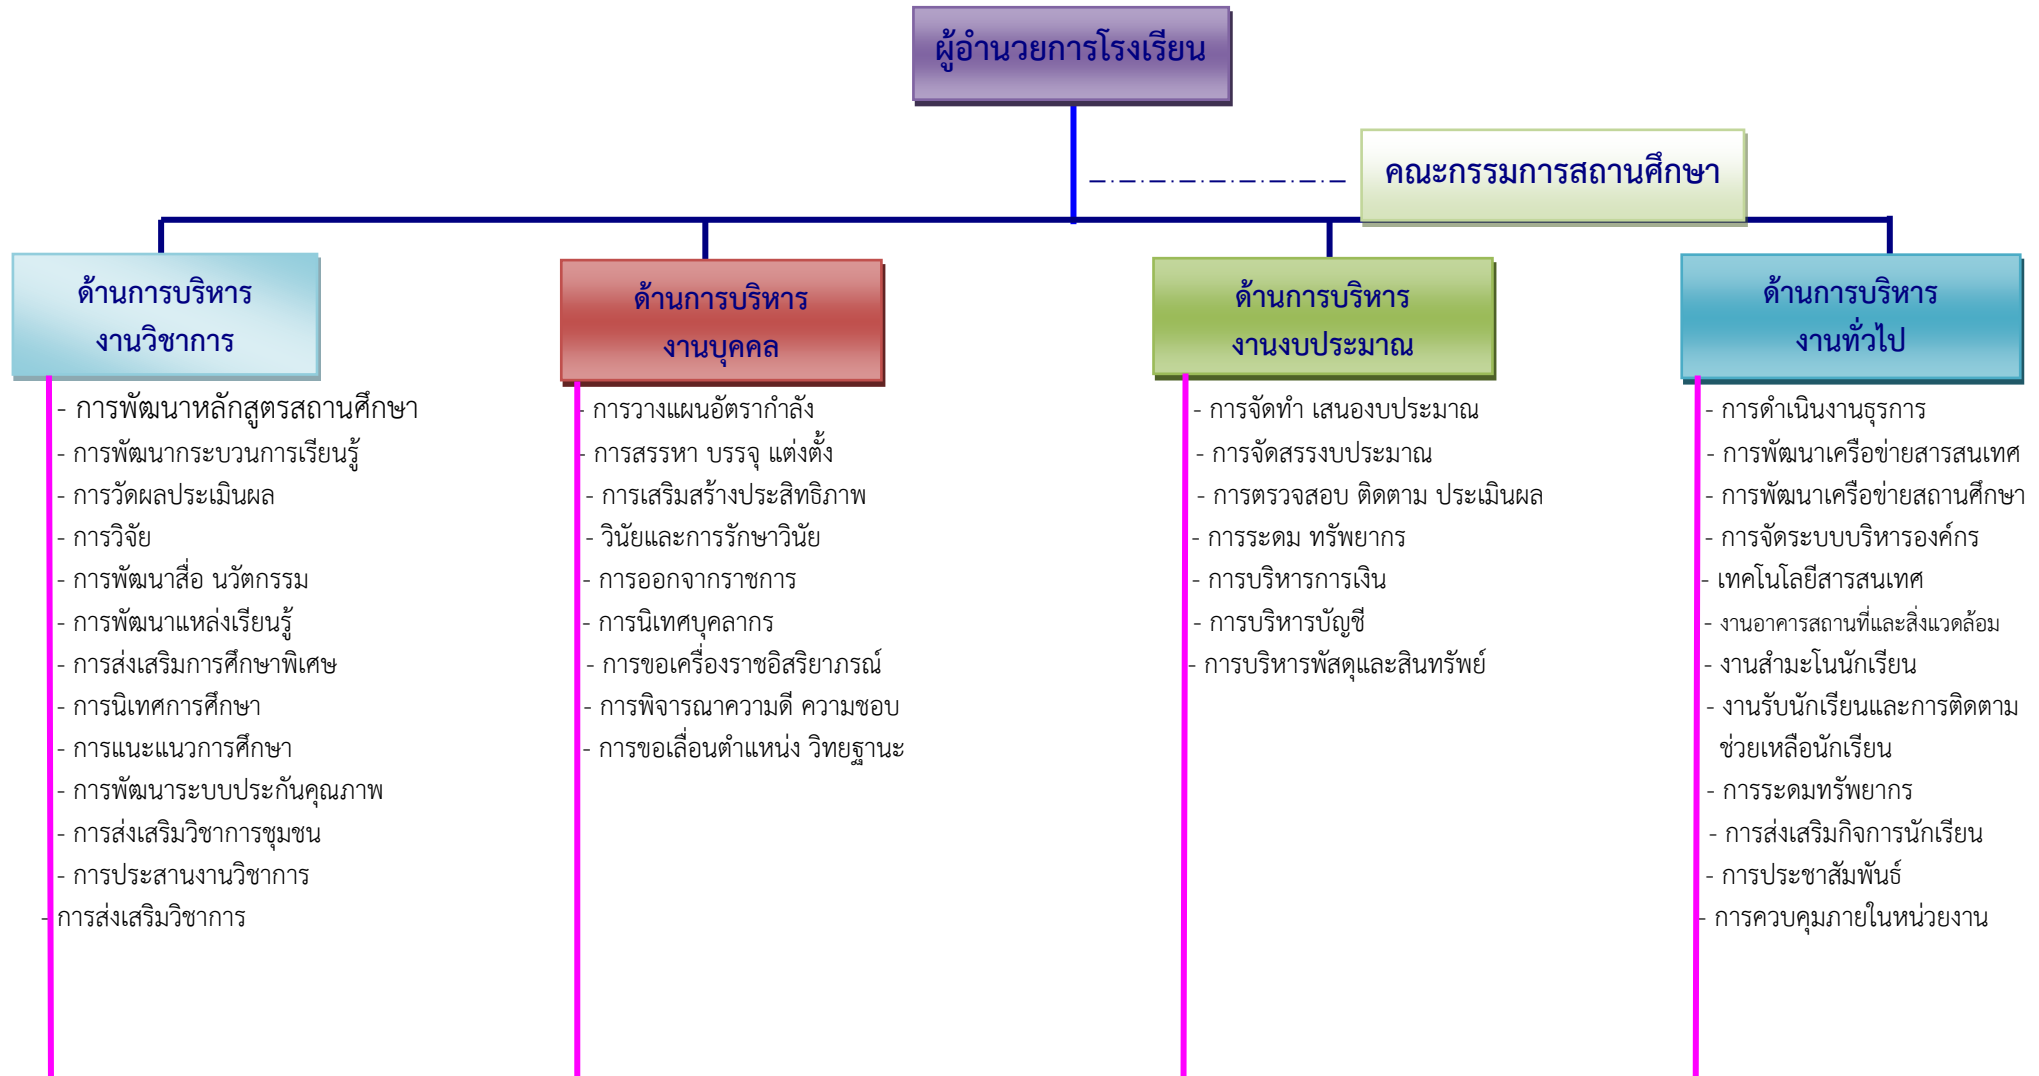 ผู้อำนวยการโรงเรียน
คณะกรรมการสถานศึกษา
ด้านการบริหาร
งานวิชาการ
- การพัฒนาหลักสูตรสถานศึกษา
- การพัฒนากระบวนการเรียนรู้
- การวัดผลประเมินผล
- การวิจัย
- การพัฒนาสื่อ นวัตกรรม
- การพัฒนาแหล่งเรียนรู้
- การส่งเสริมการศึกษาพิเศษ
- การนิเทศการศึกษา
- การแนะแนวการศึกษา
- การพัฒนาระบบประกันคุณภาพ
- การส่งเสริมวิชาการชุมชน
- การประสานงานวิชาการ
- การส่งเสริมวิชาการ
ด้านการบริหาร
งานบุคคล
- การวางแผนอัตรากำลัง
- การสรรหา บรรจุ แต่งตั้ง
- การเสริมสร้างประสิทธิภาพ
- วินัยและการรักษาวินัย
- การออกจากราชการ
- การนิเทศบุคลากร
- การขอเครื่องราชอิสริยาภรณ์
- การพิจารณาความดี ความชอบ
- การขอเลื่อนตำแหน่ง วิทยฐานะ
ด้านการบริหาร
งานงบประมาณ
- การจัดทำ เสนองบประมาณ
- การจัดสรรงบประมาณ
- การตรวจสอบ ติดตาม ประเมินผล
- การระดม ทรัพยากร
- การบริหารการเงิน
- การบริหารบัญชี
- การบริหารพัสดุและสินทรัพย์
ด้านการบริหาร
งานทั่วไป
- การดำเนินงานธุรการ
- การพัฒนาเครือข่ายสารสนเทศ
- การพัฒนาเครือข่ายสถานศึกษา
- การจัดระบบบริหารองค์กร
- เทคโนโลยีสารสนเทศ
- งานอาคารสถานที่และสิ่งแวดล้อม
- งานสำมะโนนักเรียน
- งานรับนักเรียนและการติดตาม
ช่วยเหลือนักเรียน
- การระดมทรัพยากร
- การส่งเสริมกิจการนักเรียน
- การประชาสัมพันธ์
- การควบคุมภายในหน่วยงาน